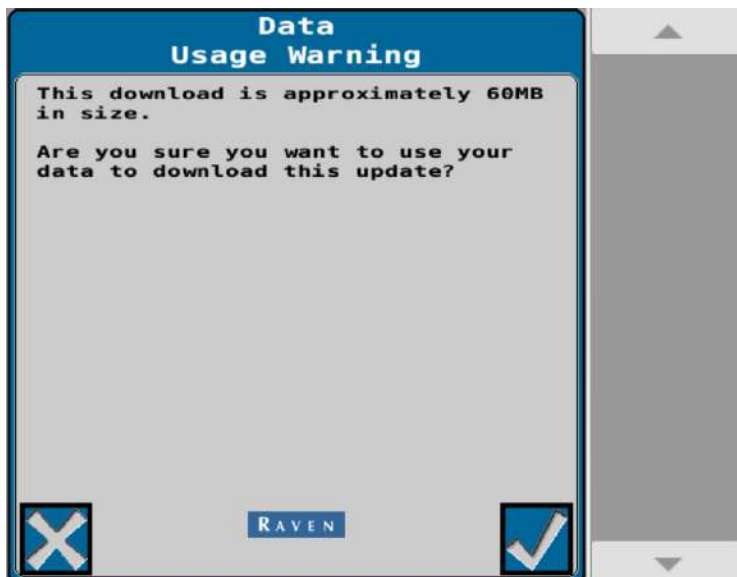 Data
Usage Warning
This download is approximately 60MB
in size.
Are you sure you want to use your
data to download this update?
RAVEN